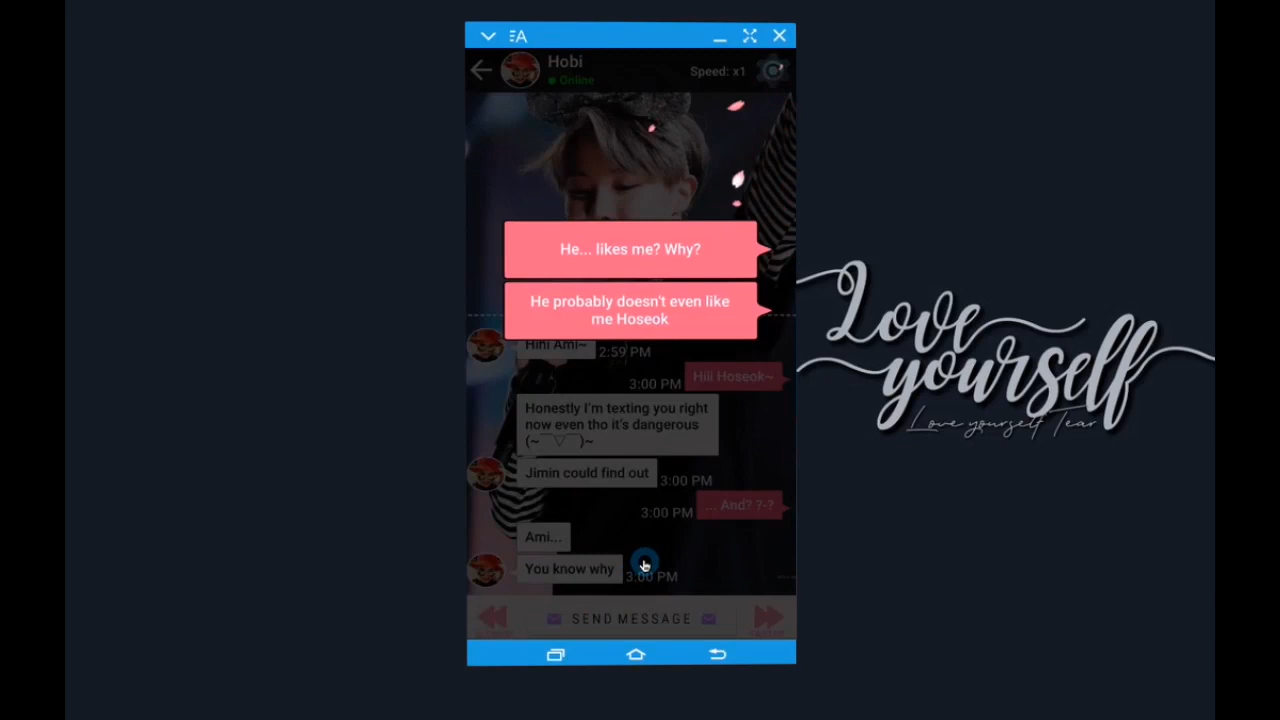 Hobi
Online
Speed: x1
He... likes me? Why?
He probably doesn't even like
me Hoseok
Hihi Ami~
2:59 PM
3:00 PM
Hiii Hoseok~
Honestly I'm texting you right
now even tho it's dangerous
(~￣▽￣)~
Jimin could find out
3:00 PM
3:00 PM
... And? ?-?
Ami...
You know why
3:00 PM
SEND MESSAGE
Love
yourself
Love yourself Tear